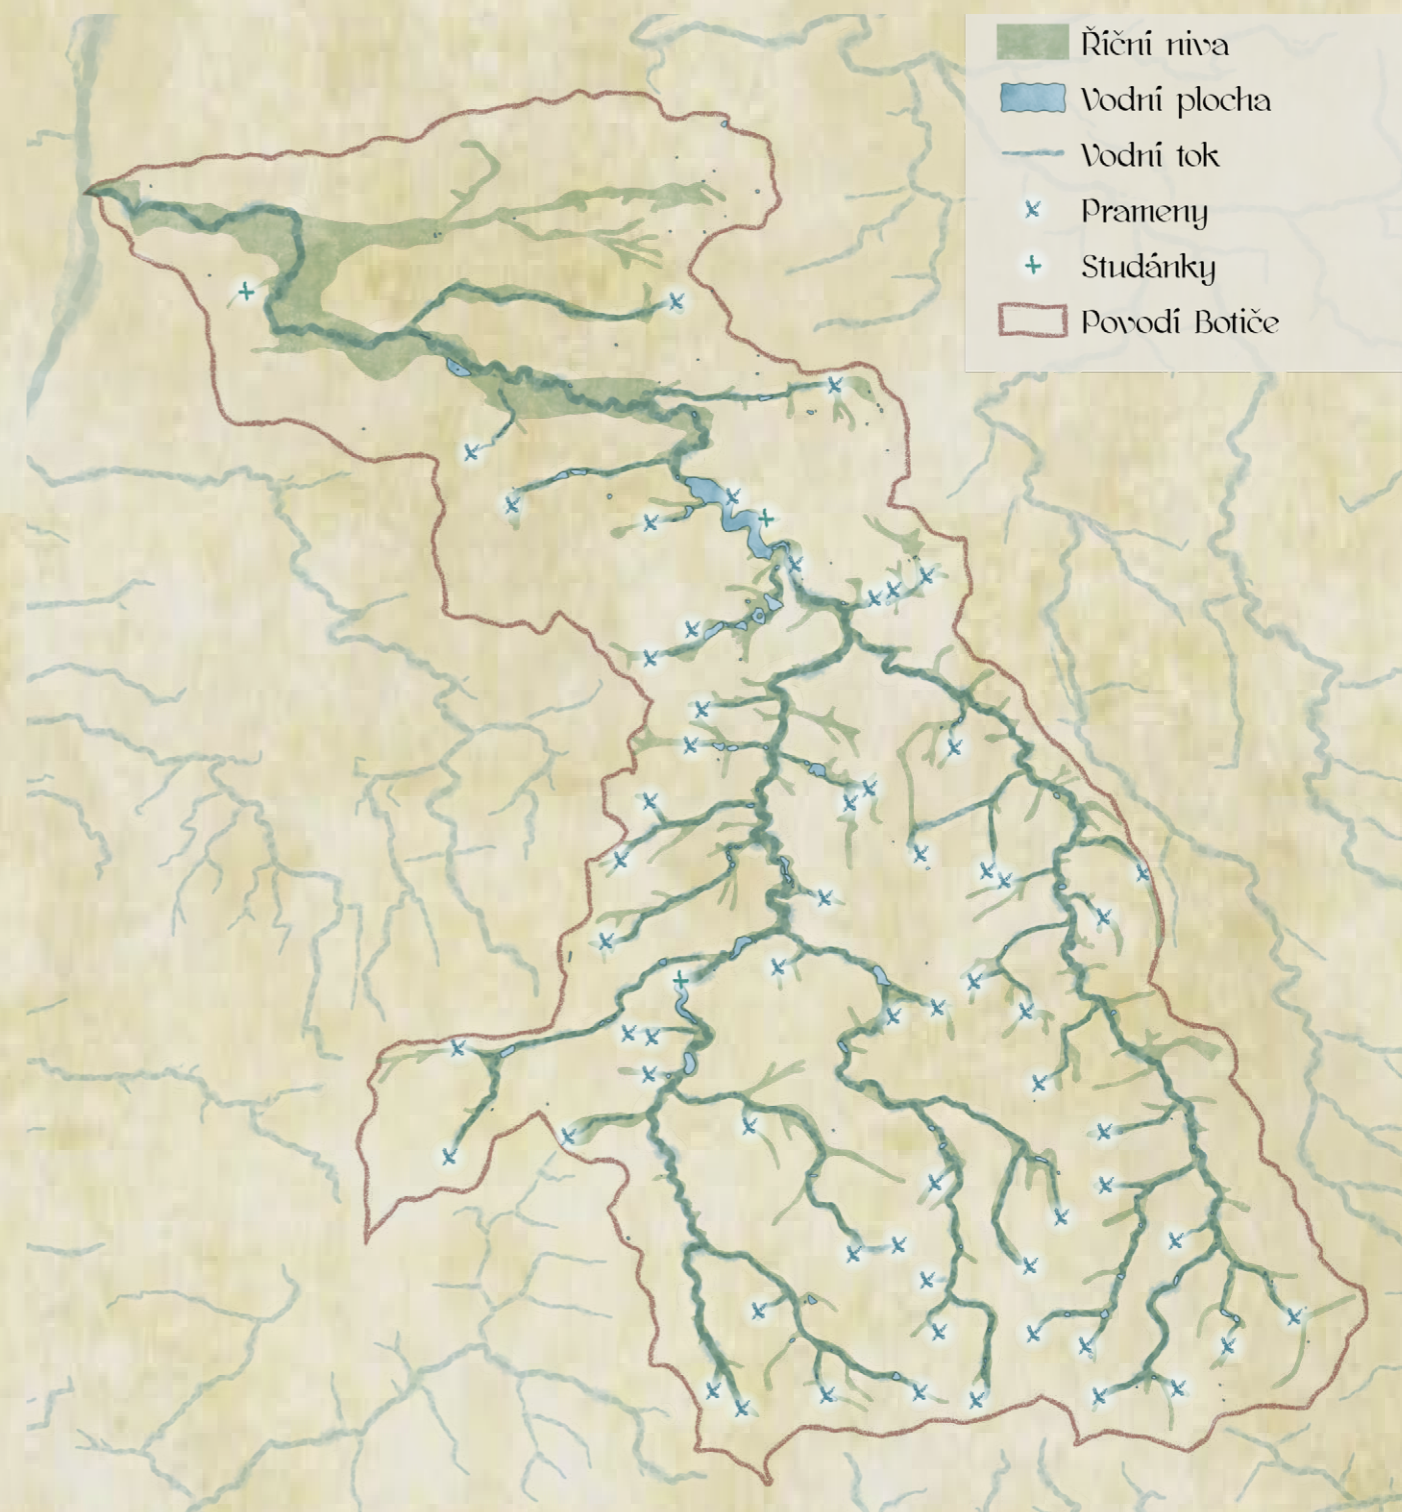 Říční niva
Vodní plocha
Vodní tok
Prameny
Studánky
Povodí Botiče